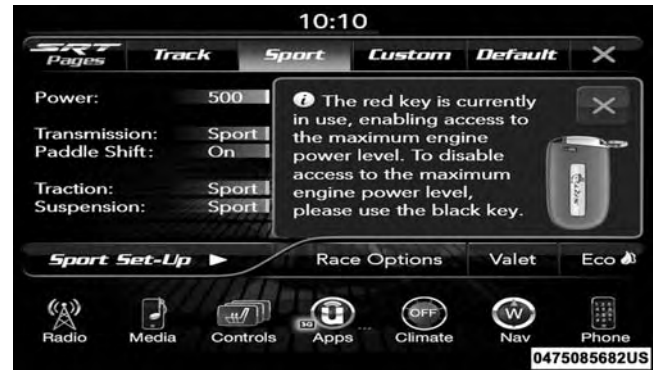 10:10
SRT Pages Track Sport Custom Default
Power: 500
Transmission: Sport
Paddle Shift: On
Traction: Sport
Suspension: Sport
i The red key is currently
in use, enabling access to
the maximum engine
power level. To disable
access to the maximum
engine power level,
please use the black key.
Sport Set-Up Race Options Valet Eco
3G OFF W
Radio Media Controls Apps ... Climate Nav Phone
0475085682US